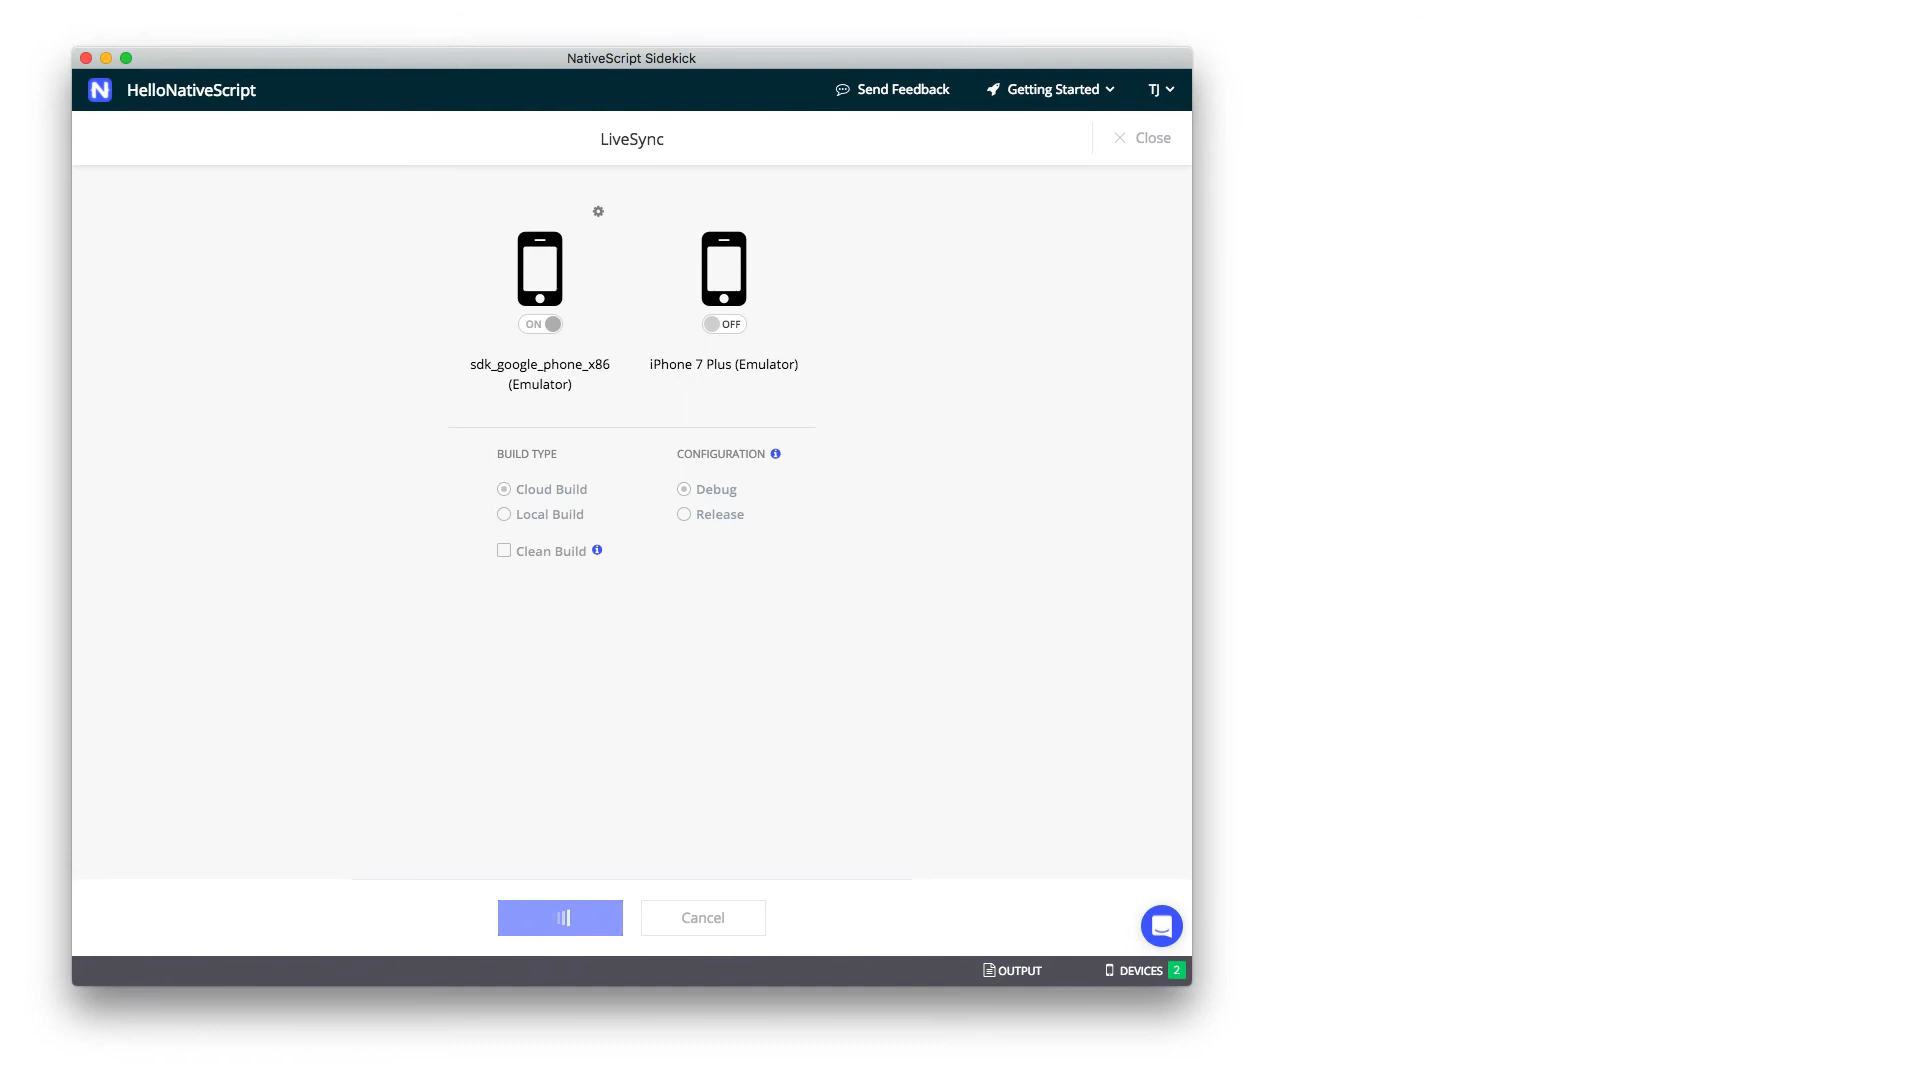 NativeScript Sidekick
N HelloNativeScript Send Feedback Getting Started TJ
LiveSync Close
ON OFF
sdk_google_phone_x86 iPhone 7 Plus (Emulator)
(Emulator)
BUILD TYPE CONFIGURATION
Cloud Build Debug
Local Build Release
Clean Build
Cancel
OUTPUT DEVICES 2